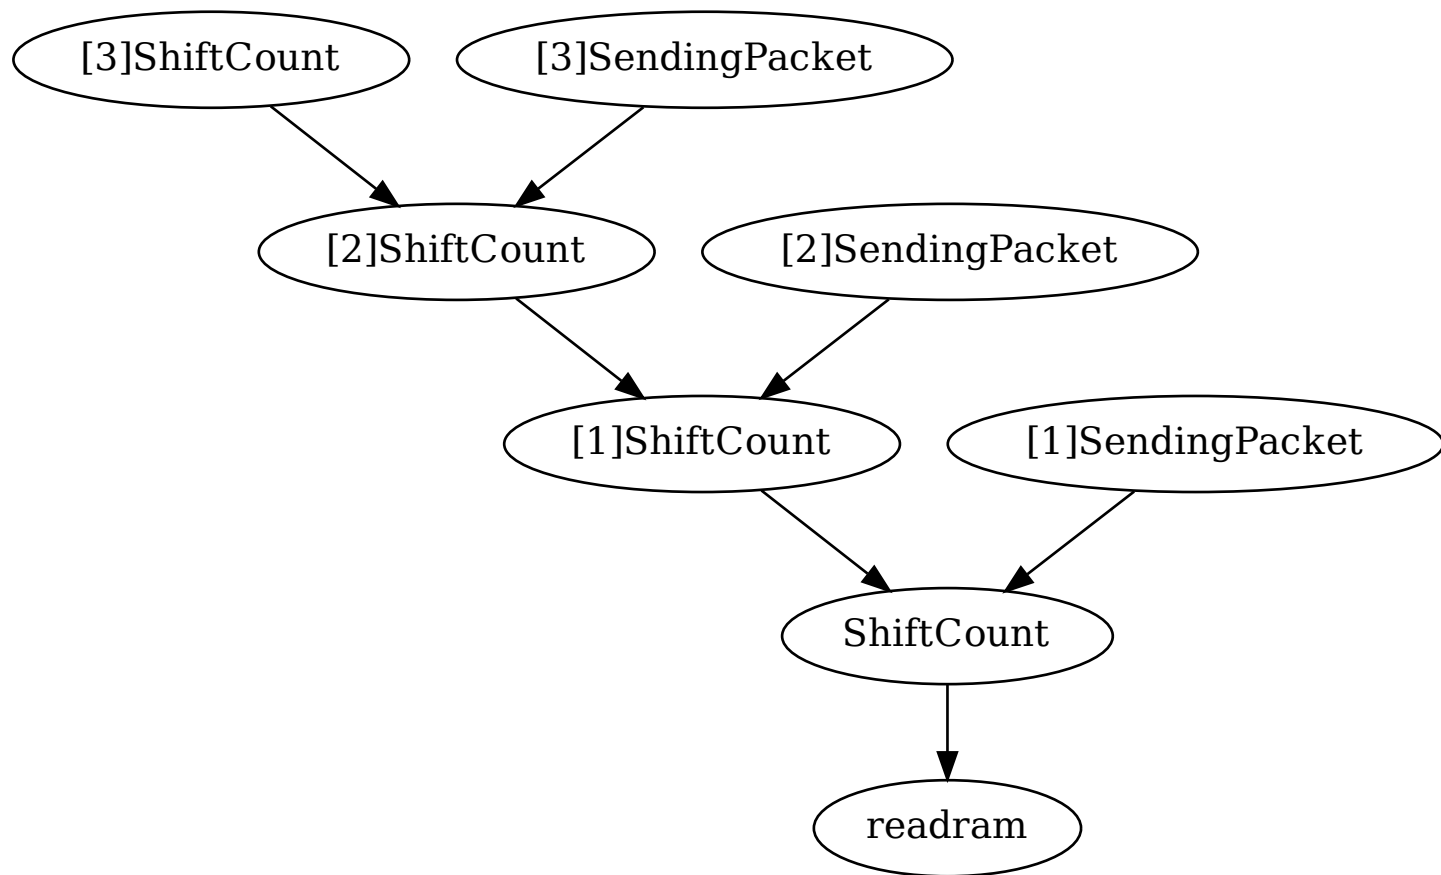 [3]ShiftCount
[3]SendingPacket
[2]ShiftCount
[2]SendingPacket
[1]ShiftCount
[1]SendingPacket
ShiftCount
readram